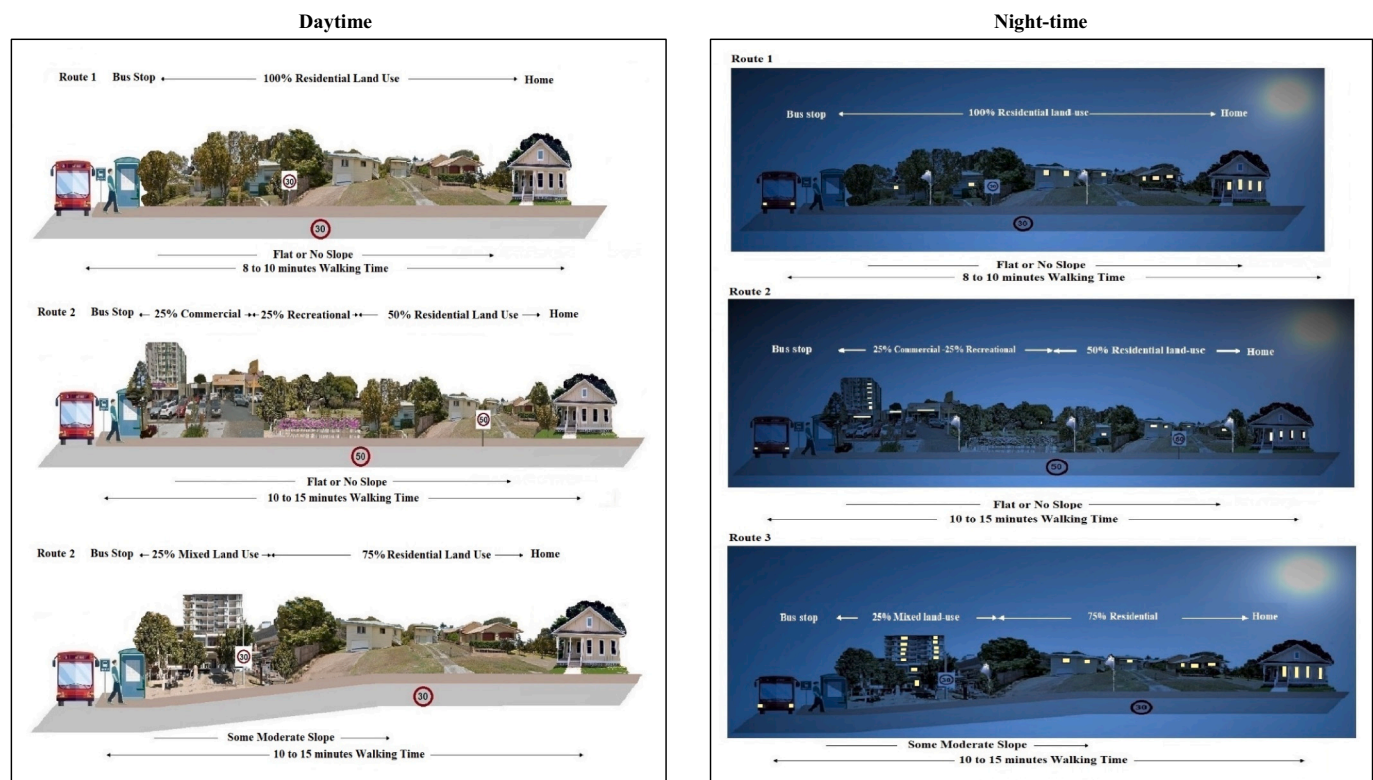 Daytime
Route 1 Bus Stop 100% Residential Land Use Home
30
30
Flat or No Slope
8 to 10 minutes Walking Time
Route 2 Bus Stop 25% Commercial 25% Recreational 50% Residential Land Use Home
50
50
Flat or No Slope
10 to 15 minutes Walking Time
Route 2 Bus Stop 25% Mixed Land Use 75% Residential Land Use Home
30
30
Some Moderate Slope
10 to 15 minutes Walking Time
Night-time
Route 1
Bus stop 100% Residential land-use Home
30
30
Flat or No Slope
8 to 10 minutes Walking Time
Route 2
Bus stop 25% Commercial -25% Recreational 50% Residential land-use Home
50
50
Flat or No Slope
10 to 15 minutes Walking Time
Route 3
Bus stop 25% Mixed land-use 75% Residential Home
30
30
Some Moderate Slope
10 to 15 minutes Walking Time